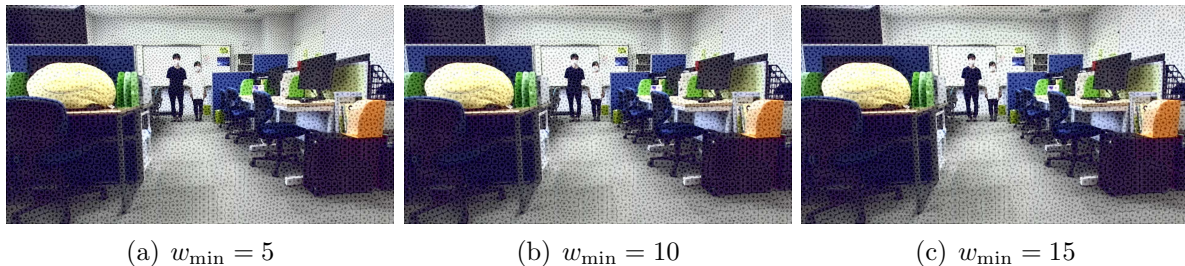 (a) w_min = 5
(b) w_min = 10
(c) w_min = 15